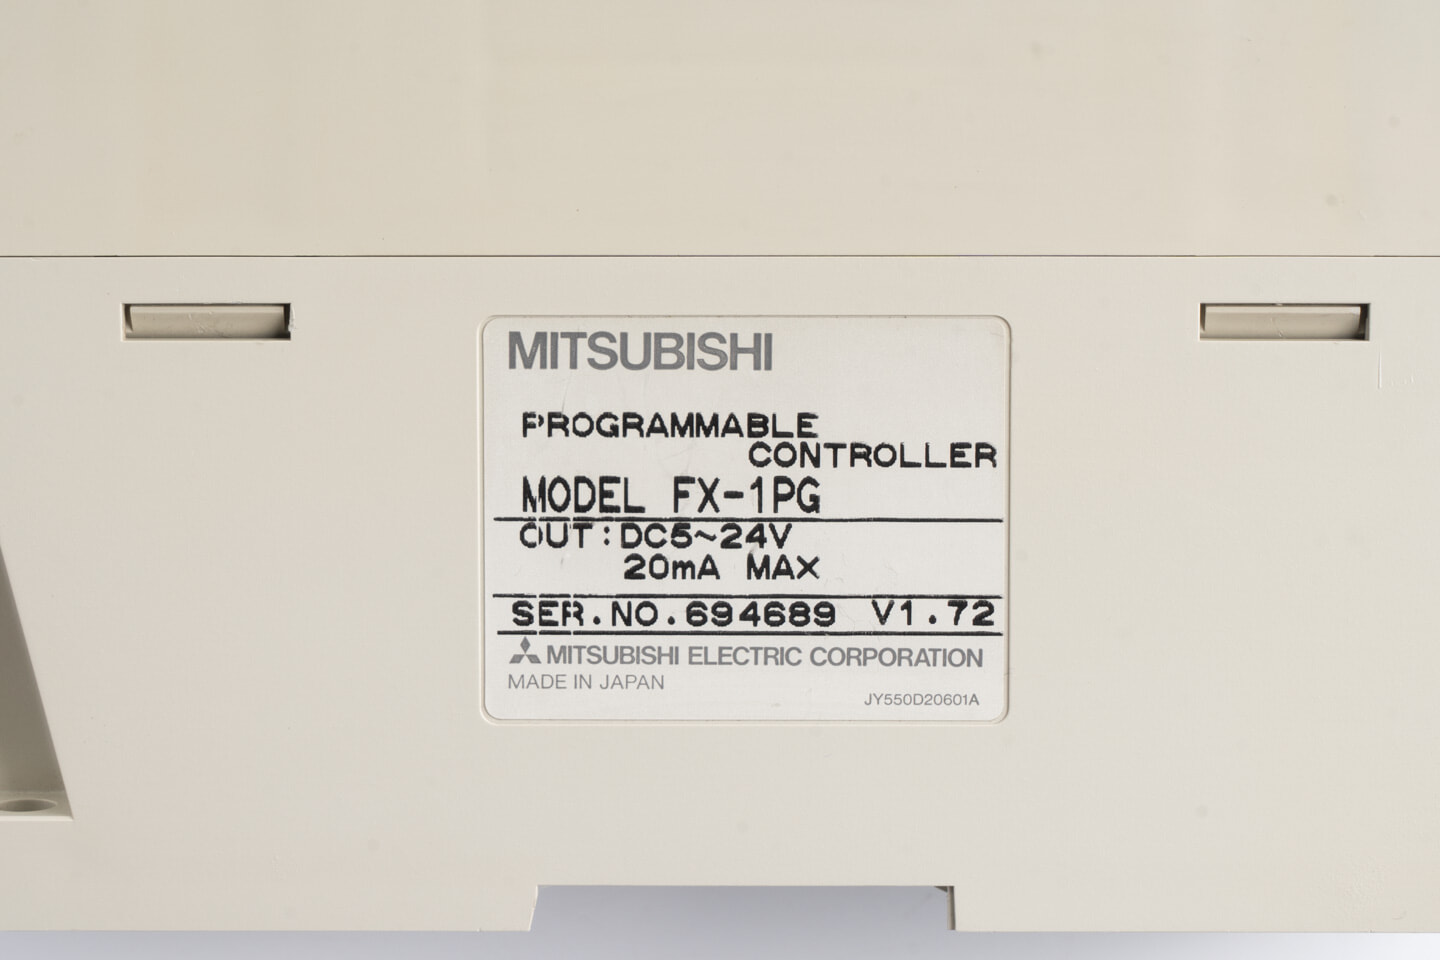 MITSUBISHI
PROGRAMMABLE
CONTROLLER
MODEL FX-1PG
OUT:DC5~24V
20mA MAX
SER.NO.694689 V1.72
MITSUBISHI ELECTRIC CORPORATION
MADE IN JAPAN
JY550D20601A